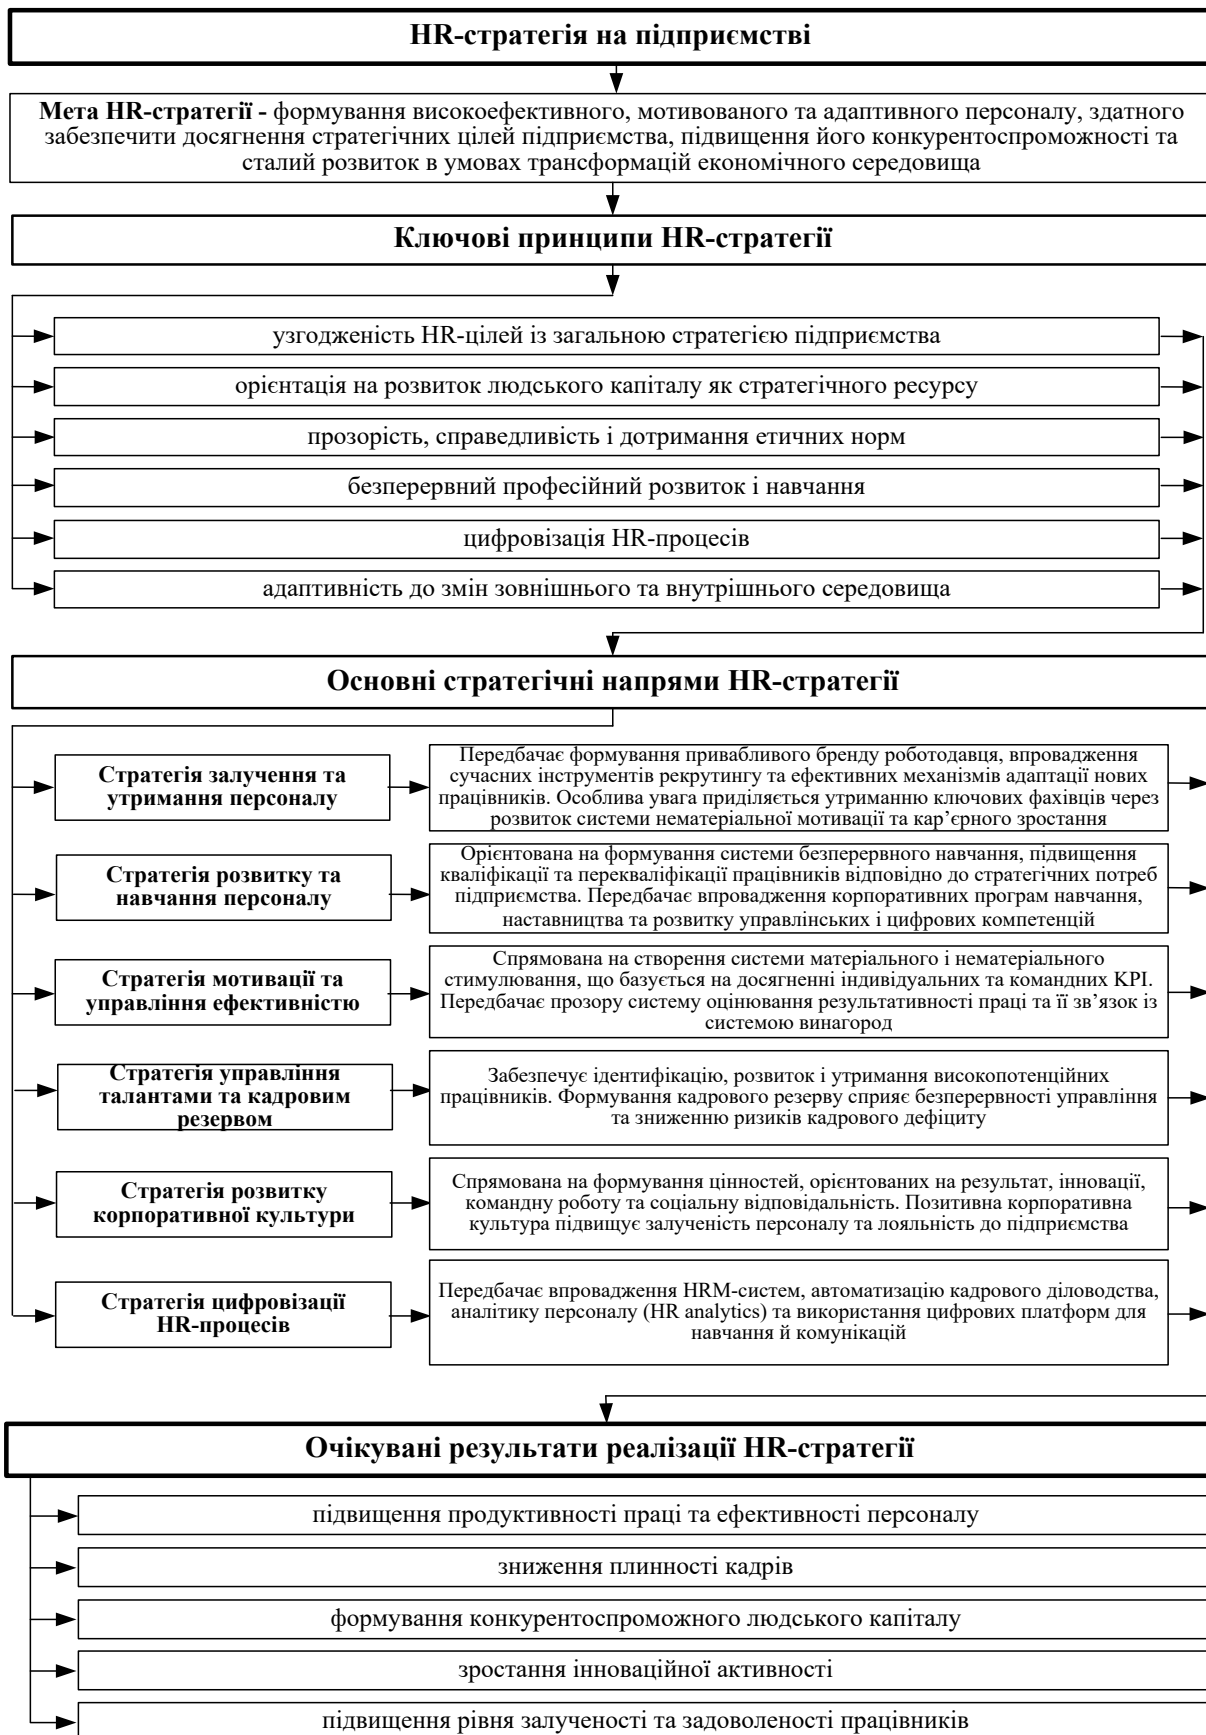 HR-стратегія на підприємстві
Мета HR-стратегії - формування високоефективного, мотивованого та адаптивного персоналу, здатного
забезпечити досягнення стратегічних цілей підприємства, підвищення його конкурентоспроможності та
сталий розвиток в умовах трансформацій економічного середовища
Ключові принципи HR-стратегії
узгодженість HR-цілей із загальною стратегією підприємства
орієнтація на розвиток людського капіталу як стратегічного ресурсу
прозорість, справедливість і дотримання етичних норм
безперервний професійний розвиток і навчання
цифровізація HR-процесів
адаптивність до змін зовнішнього та внутрішнього середовища
Основні стратегічні напрями HR-стратегії
Стратегія залучення та
утримання персоналу
Передбачає формування привабливого бренду роботодавця, впровадження
сучасних інструментів рекрутингу та ефективних механізмів адаптації нових
працівників. Особлива увага приділяється утриманню ключових фахівців через
розвиток системи нематеріальної мотивації та кар’єрного зростання
Стратегія розвитку та
навчання персоналу
Орієнтована на формування системи безперервного навчання, підвищення
кваліфікації та перекваліфікації працівників відповідно до стратегічних потреб
підприємства. Передбачає впровадження корпоративних програм навчання,
наставництва та розвитку управлінських і цифрових компетенцій
Стратегія мотивації та
управління ефективністю
Спрямована на створення системи матеріального і нематеріального
стимулювання, що базується на досягненні індивідуальних та командних KPI.
Передбачає прозору систему оцінювання результативності праці та її зв’язок із
системою винагород
Стратегія управління
талантами та кадровим
резервом
Забезпечує ідентифікацію, розвиток і утримання високопотенційних
працівників. Формування кадрового резерву сприяє безперервності управління
та зниженню ризиків кадрового дефіциту
Стратегія розвитку
корпоративної культури
Спрямована на формування цінностей, орієнтованих на результат, інновації,
командну роботу та соціальну відповідальність. Позитивна корпоративна
культура підвищує залученість персоналу та лояльність до підприємства
Стратегія цифровізації
HR-процесів
Передбачає впровадження HRM-систем, автоматизацію кадрового діловодства,
аналітику персоналу (HR analytics) та використання цифрових платформ для
навчання й комунікацій
Очікувані результати реалізації HR-стратегії
підвищення продуктивності праці та ефективності персоналу
зниження плинності кадрів
формування конкурентоспроможного людського капіталу
зростання інноваційної активності
підвищення рівня залученості та задоволеності працівників